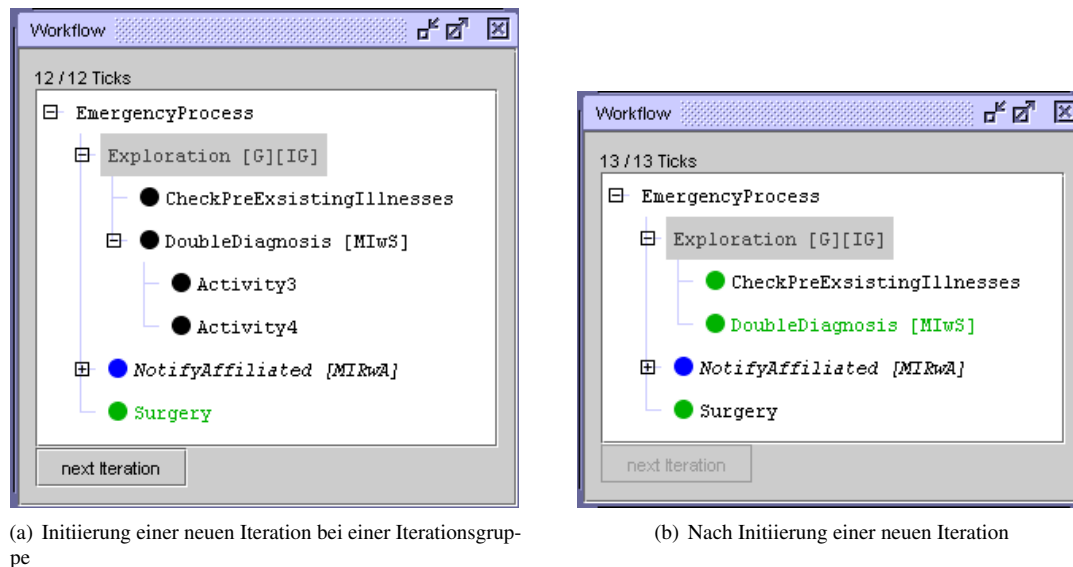 Workflow
12 / 12 Ticks
EmergencyProcess
Exploration [G][IG]
CheckPreExsistingIllnesses
DoubleDiagnosis [MIwS]
Activity3
Activity4
NotifyAffiliated [MIRwA]
Surgery
next Iteration
(a) Initiierung einer neuen Iteration bei einer Iterationsgrup-
pe
Workflow
13 / 13 Ticks
EmergencyProcess
Exploration [G][IG]
CheckPreExsistingIllnesses
DoubleDiagnosis [MIwS]
NotifyAffiliated [MIRwA]
Surgery
next Iteration
(b) Nach Initiierung einer neuen Iteration